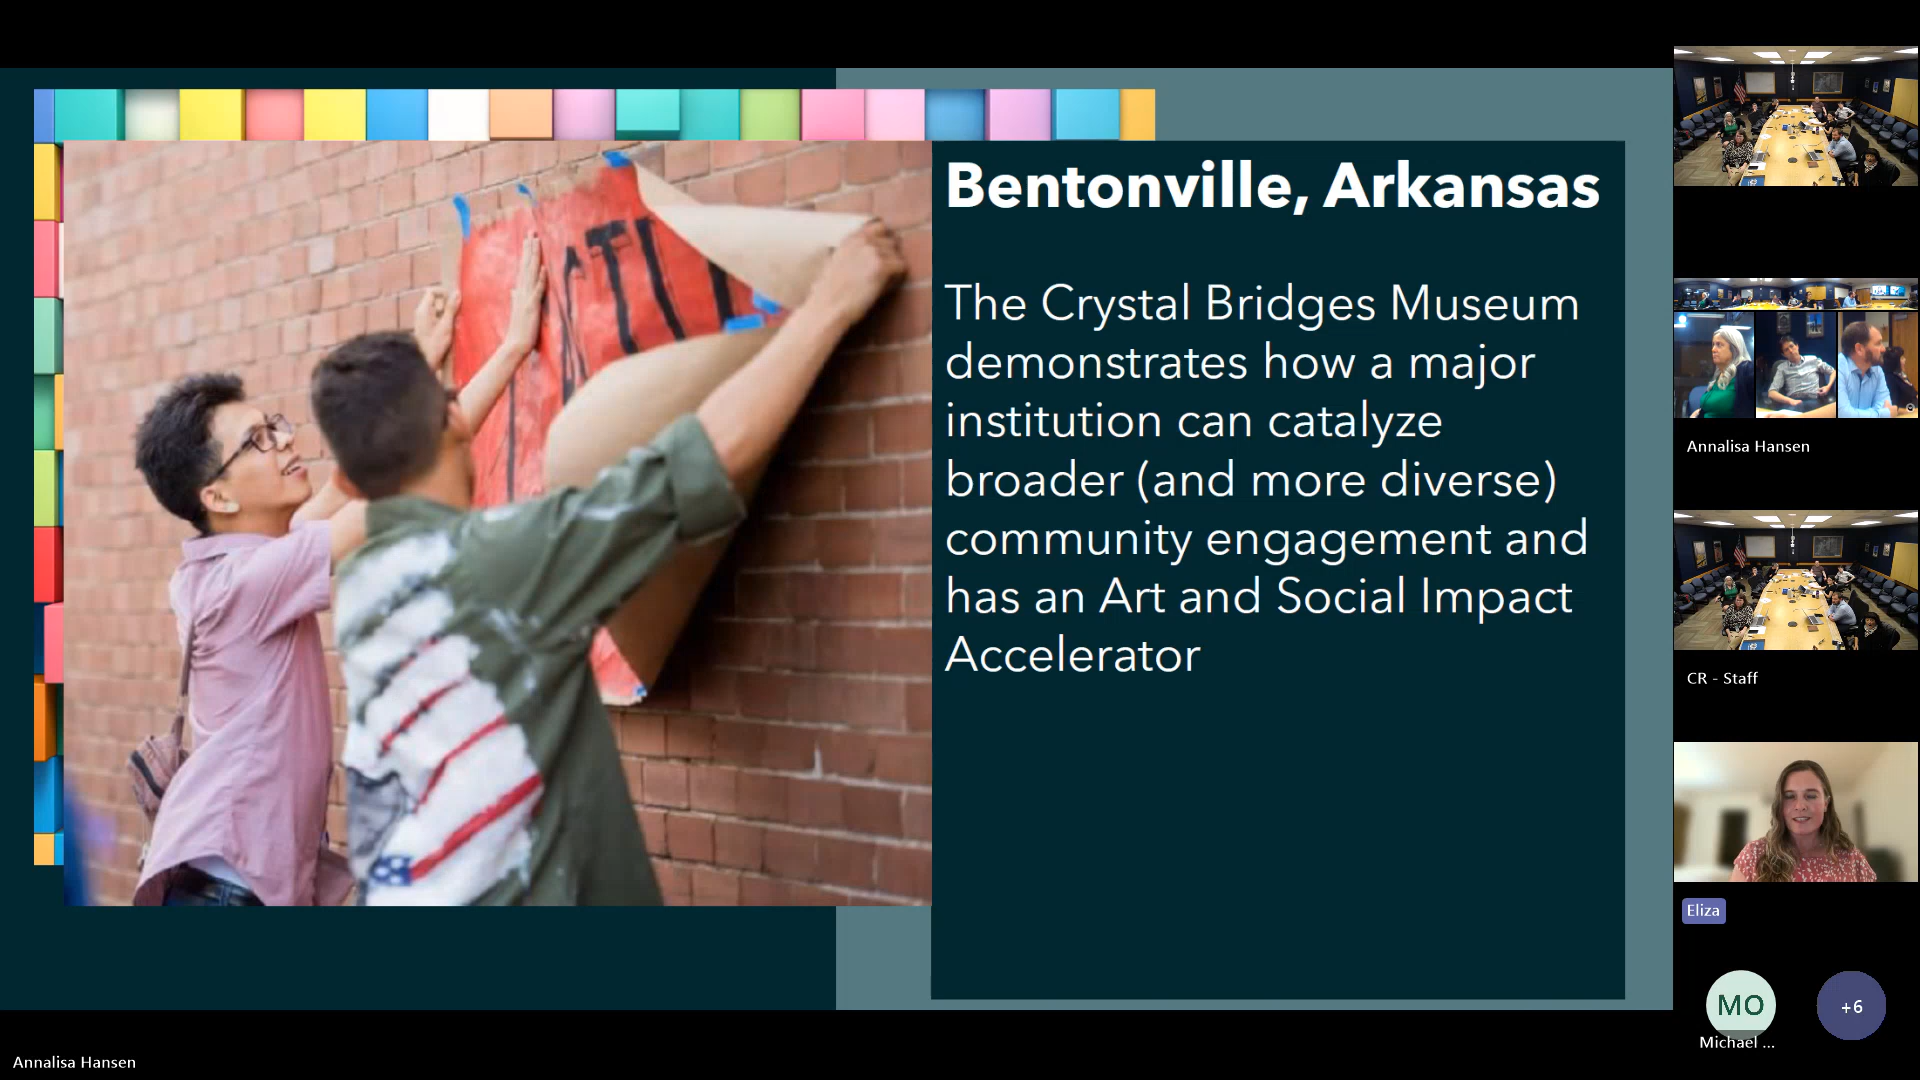 Bentonville, Arkansas
The Crystal Bridges Museum
demonstrates how a major
institution can catalyze
broader (and more diverse)
community engagement and
has an Art and Social Impact
Accelerator
Annalisa Hansen
CR - Staff
Eliza
MO
+6
Michael ...
Annalisa Hansen